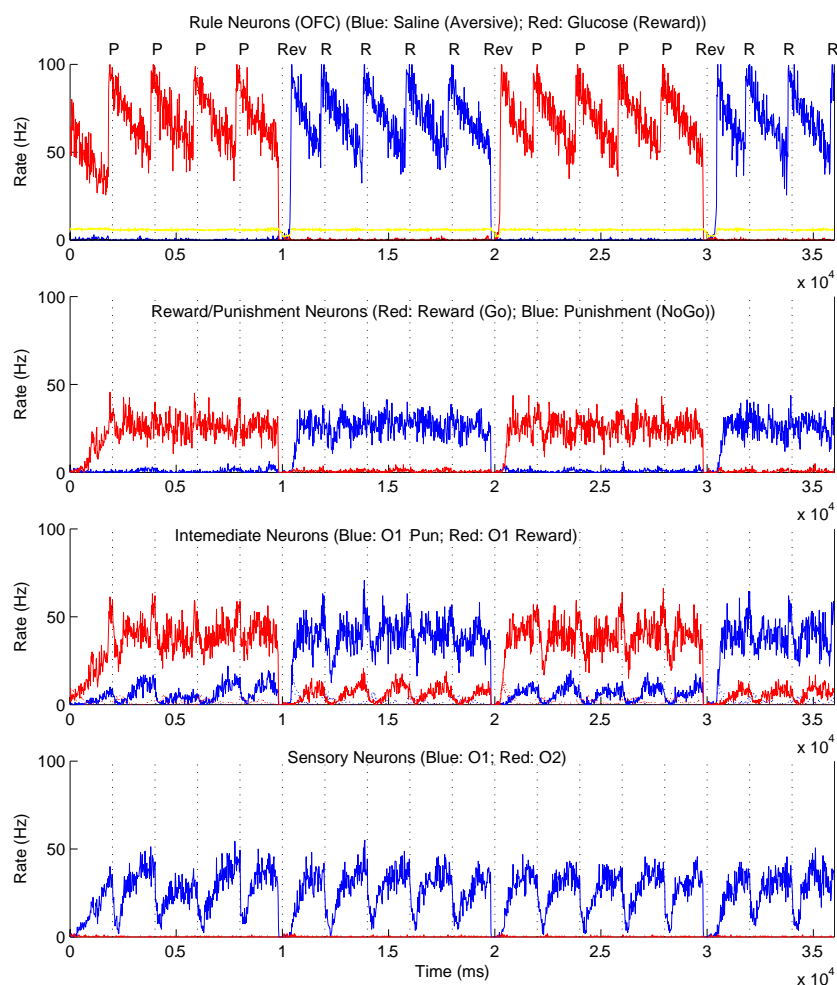 Rule Neurons (OFC) (Blue: Saline (Aversive); Red: Glucose (Reward))
P P P P Rev R R R R Rev P P P P Rev R R R
100
50
0
Rate (Hz)
0 0.5 1 1.5 2 2.5 3 3.5
x 10^4
Reward/Punishment Neurons (Red: Reward (Go); Blue: Punishment (NoGo))
100
50
0
Rate (Hz)
0 0.5 1 1.5 2 2.5 3 3.5
x 10^4
Intemediate Neurons (Blue: O1 Pun; Red: O1 Reward)
100
50
0
Rate (Hz)
0 0.5 1 1.5 2 2.5 3 3.5
x 10^4
Sensory Neurons (Blue: O1; Red: O2)
100
50
0
Rate (Hz)
0 0.5 1 1.5 2 2.5 3 3.5
Time (ms)
x 10^4